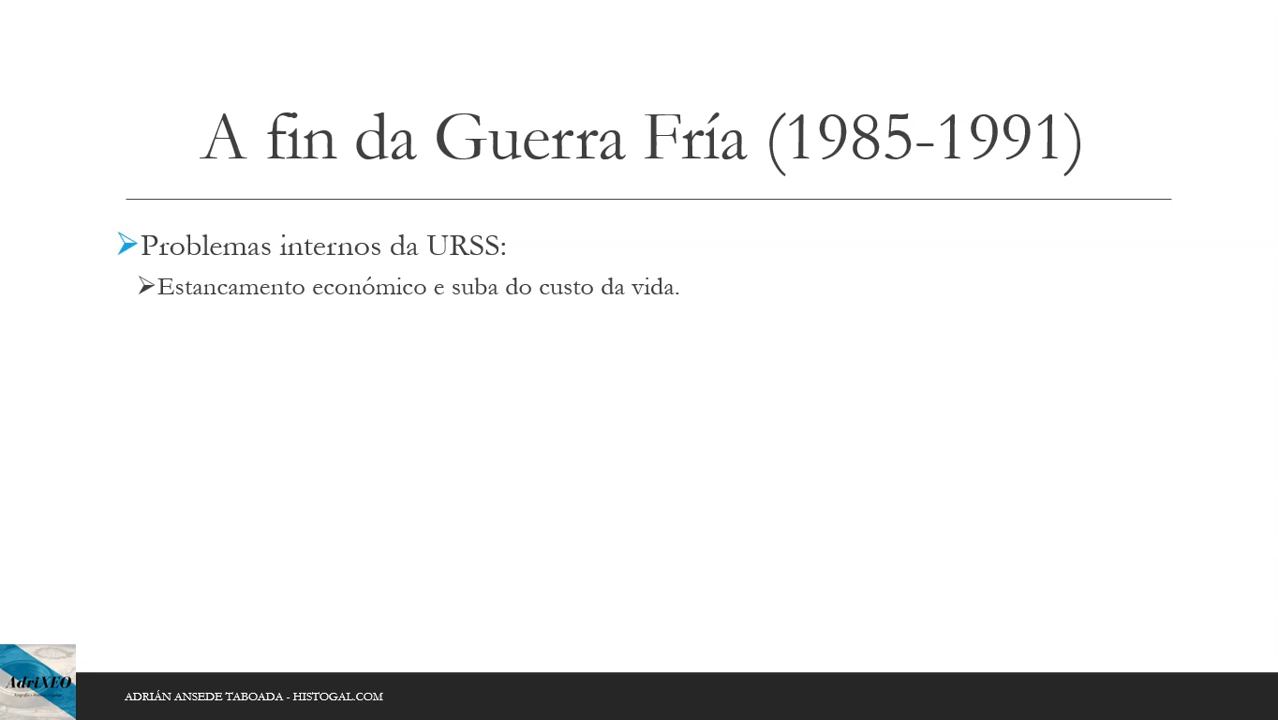 A fin da Guerra Fría (1985-1991)
Problemas internos da URSS:
Estancamento económico e suba do custo da vida.
AdriXEO
ADRIÁN ANSEDE TABOADA - HISTOGAL.COM